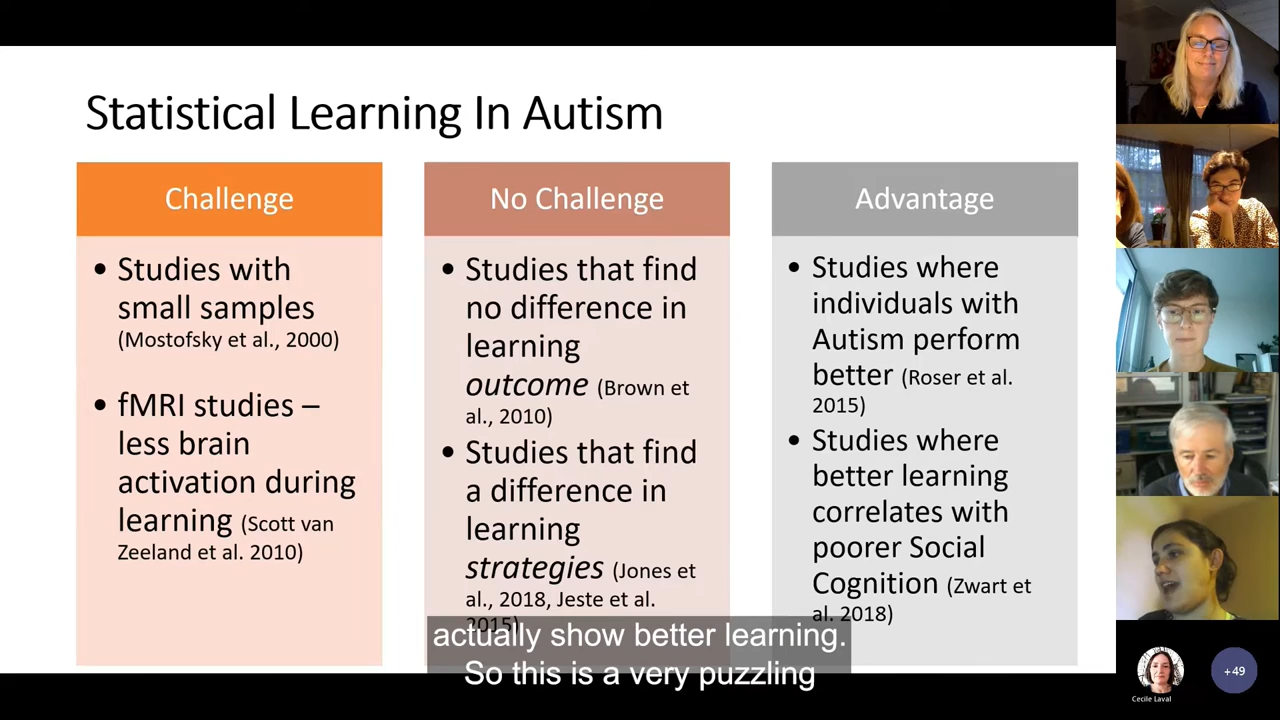 Statistical Learning In Autism
Challenge
• Studies with
small samples
(Mostofsky et al., 2000)
• fMRI studies –
less brain
activation during
learning (Scott van
Zeeland et al. 2010)
No Challenge
• Studies that find
no difference in
learning
outcome (Brown et
al., 2010)
• Studies that find
a difference in
learning
strategies (Jones et
al., 2018, Jeste et al.
2015)
Advantage
• Studies where
individuals with
Autism perform
better (Roser et al.
2015)
• Studies where
better learning
correlates with
poorer Social
Cognition (Zwart et
al. 2018)
actually show better learning.
So this is a very puzzling
Cecile Laval
+49